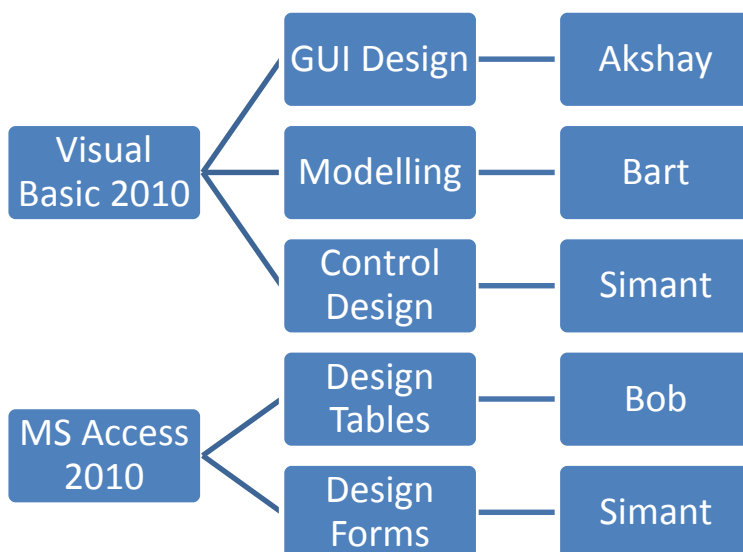 Visual
Basic 2010
GUI Design
Akshay
Modelling
Bart
Control
Design
Simant
MS Access
2010
Design
Tables
Bob
Design
Forms
Simant